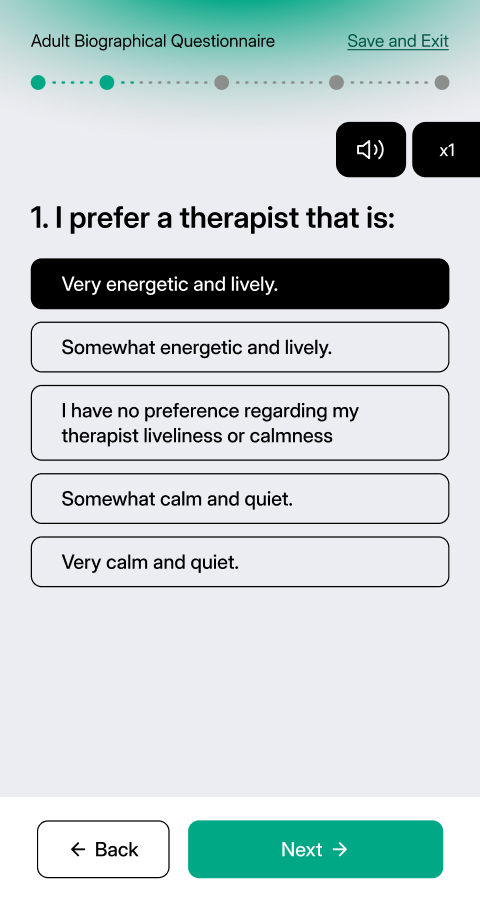 Adult Biographical Questionnaire
Save and Exit
x1
1. I prefer a therapist that is:
Very energetic and lively.
Somewhat energetic and lively.
I have no preference regarding my
therapist liveliness or calmness
Somewhat calm and quiet.
Very calm and quiet.
← Back
Next →